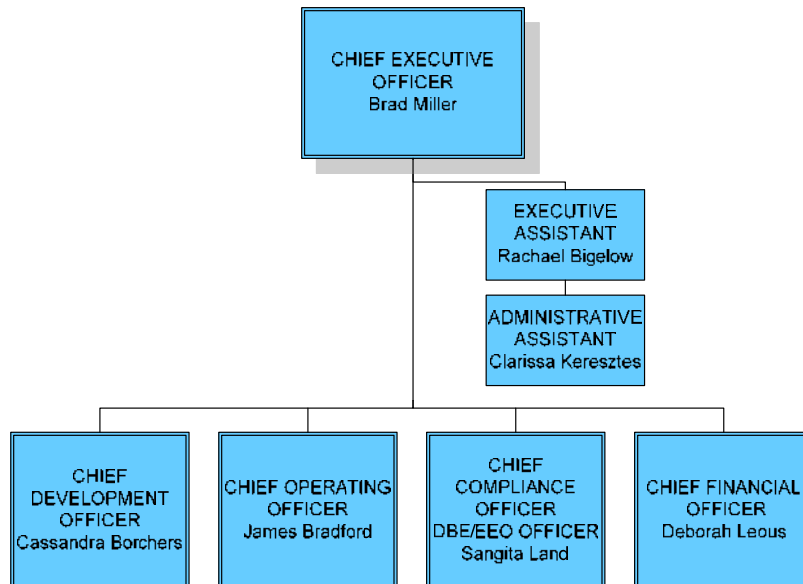 CHIEF EXECUTIVE
OFFICER
Brad Miller
EXECUTIVE
ASSISTANT
Rachael Bigelow
ADMINISTRATIVE
ASSISTANT
Clarissa Keresztes
CHIEF
DEVELOPMENT
OFFICER
Cassandra Borchers
CHIEF OPERATING
OFFICER
James Bradford
CHIEF
COMPLIANCE
OFFICER
DBE/EEO OFFICER
Sangita Land
CHIEF FINANCIAL
OFFICER
Deborah Leous